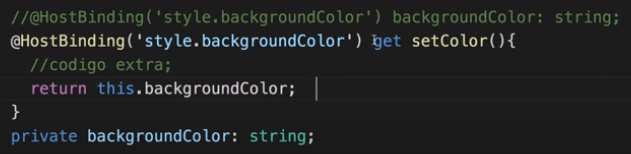 //@HostBinding('style.backgroundColor') backgroundColor: string;
@HostBinding('style.backgroundColor') get setColor(){
//codigo extra;
return this.backgroundColor;
}
private backgroundColor: string;